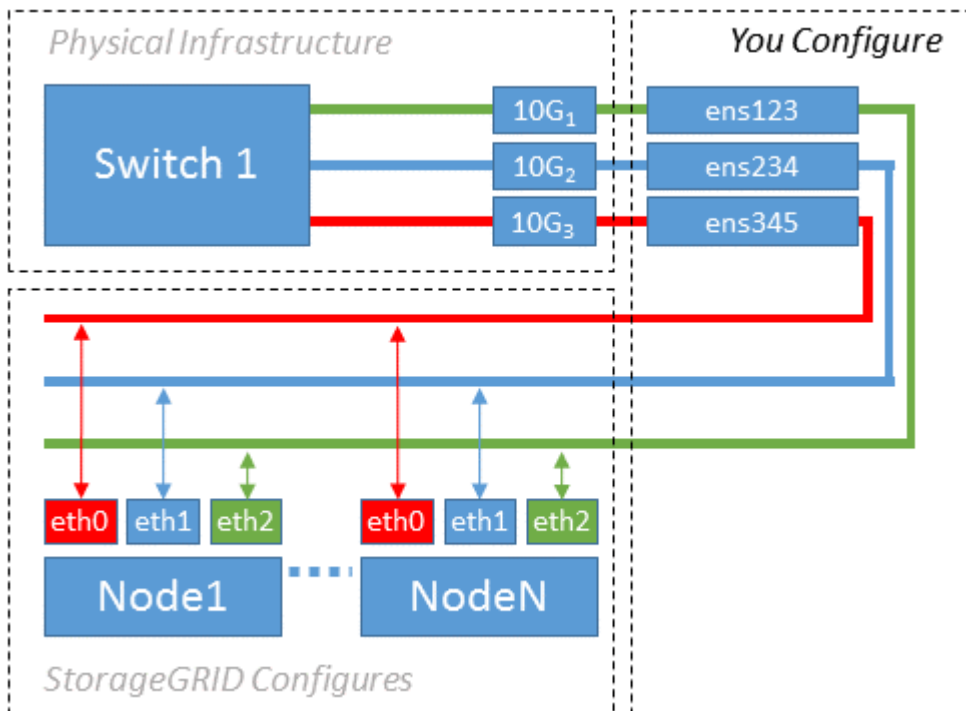 Physical Infrastructure
You Configure
Switch 1
10G₁
ens123
10G₂
ens234
10G₃
ens345
eth0
eth1
eth2
eth0
eth1
eth2
Node1
NodeN
StorageGRID Configures